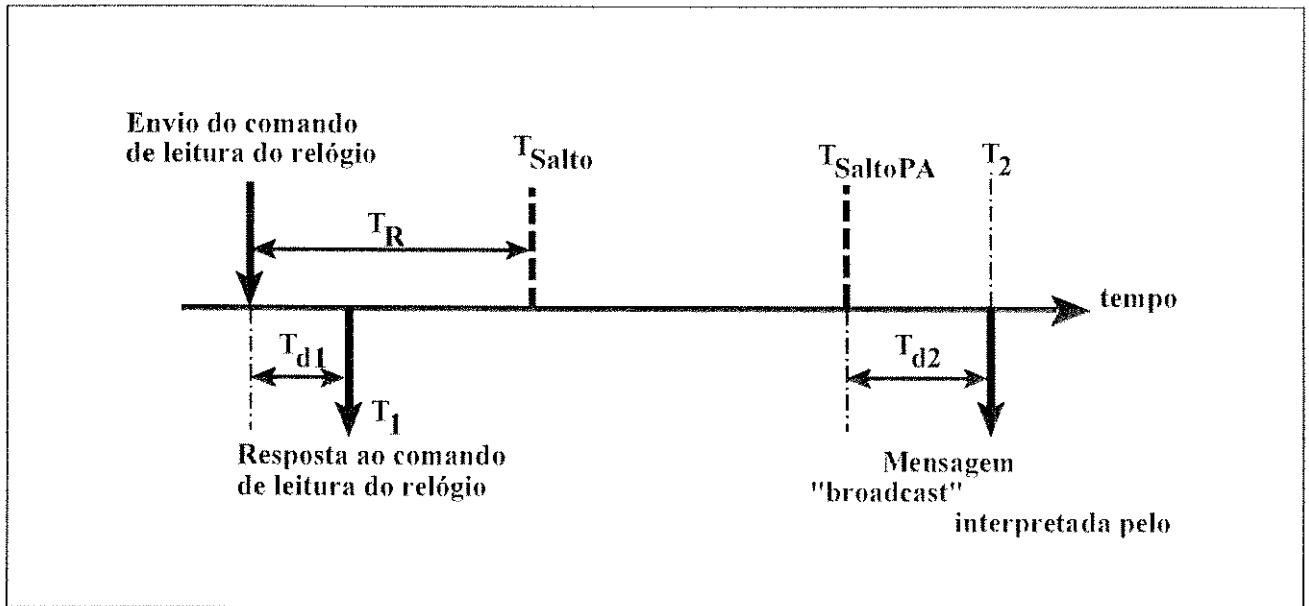 Envio do comando
de leitura do relógio
T_Salto
T_SaltoPA
T_2
T_R
tempo
T_d1
T_d2
T_1
Resposta ao comando
de leitura do relógio
Mensagem
"broadcast"
interpretada pelo